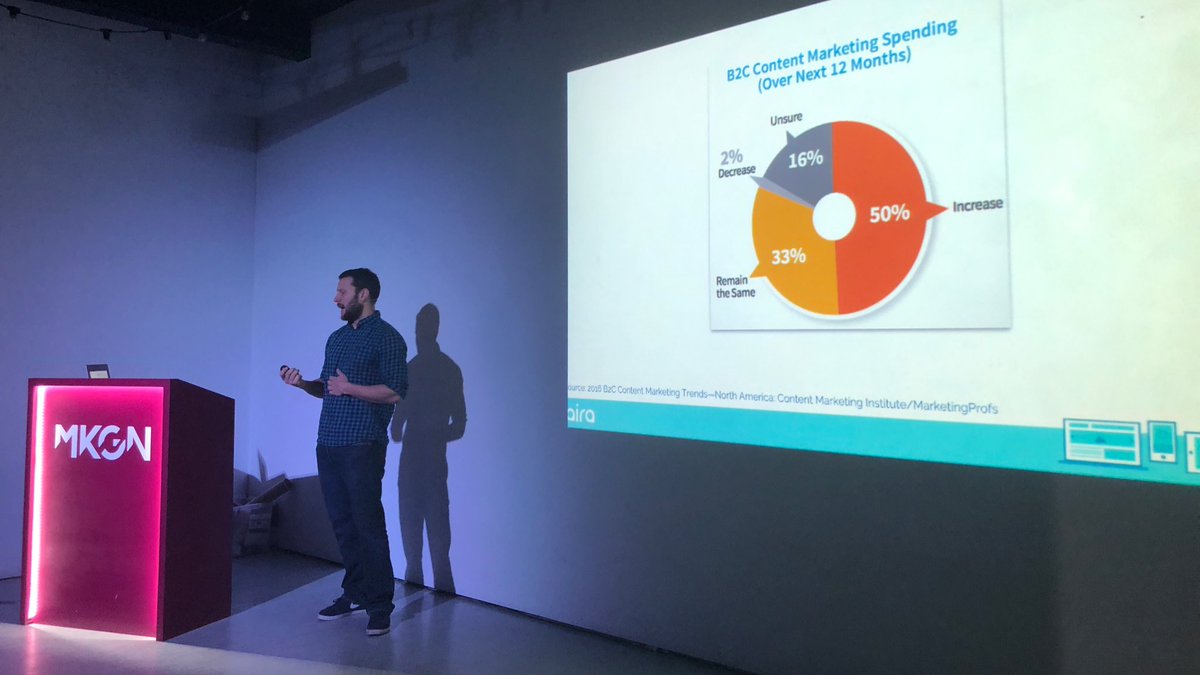 B2C Content Marketing Spending
(Over Next 12 Months)
Unsure
16%
2%
Decrease
50%
Increase
33%
Remain
the Same
ource: 2016 B2C Content Marketing Trends—North America: Content Marketing Institute/MarketingProfs
aira
MKGN